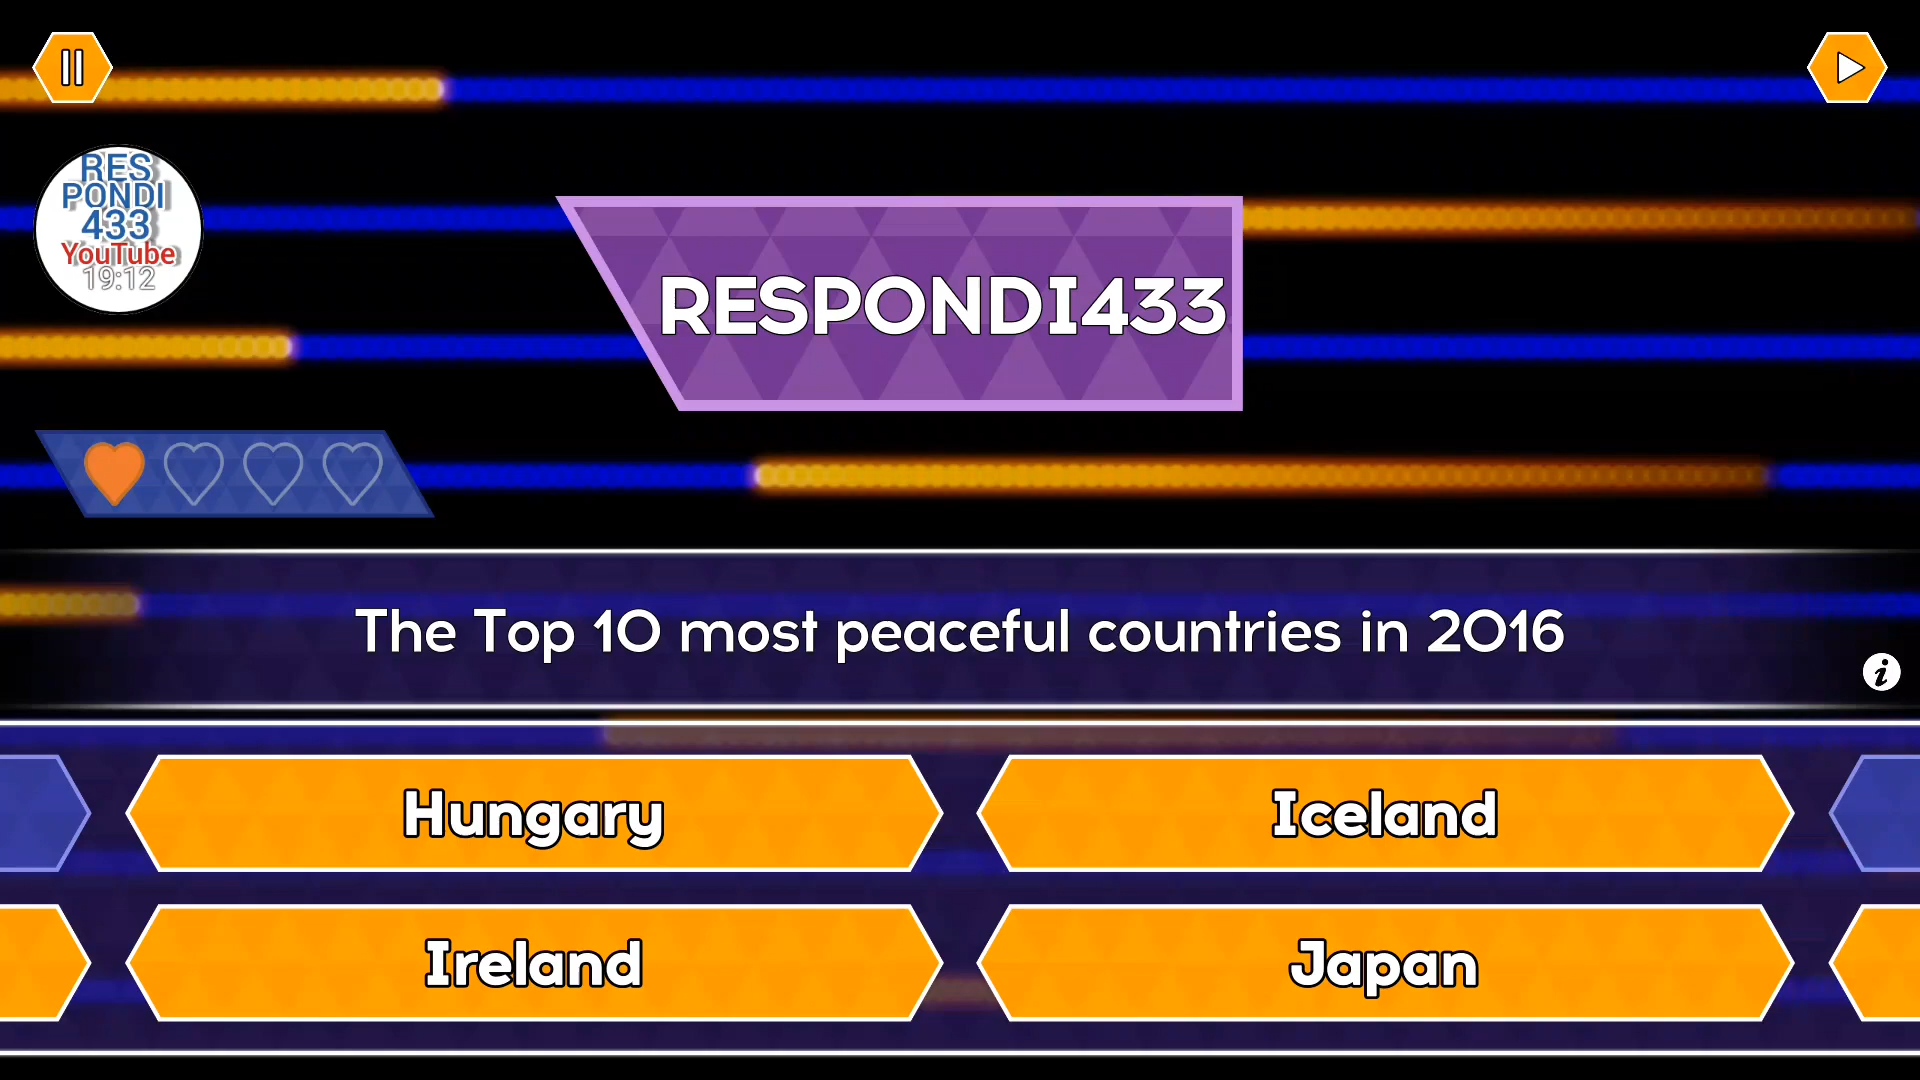 RES
PONDI
433
YouTube
19:12
RESPONDI433
The Top 10 most peaceful countries in 2016
i
Hungary
Iceland
Ireland
Japan